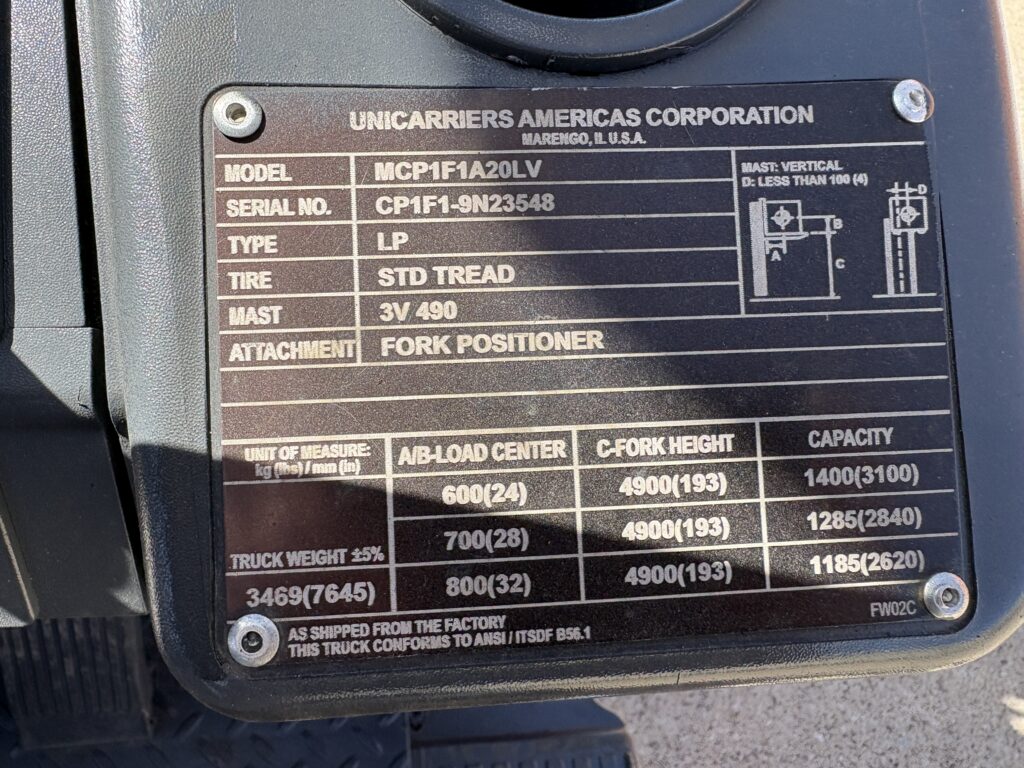 UNICARRIERS AMERICAS CORPORATION
MARENGO, IL U.S.A.
MODEL MCP1F1A20LV
SERIAL NO. CP1F1-9N23548
TYPE LP
TIRE STD TREAD
MAST 3V 490
ATTACHMENT FORK POSITIONER
MAST: VERTICAL
D: LESS THAN 100 (4)
D
B
A
C
UNIT OF MEASURE:
kg (lbs) / mm (in)
A/B-LOAD CENTER C-FORK HEIGHT CAPACITY
600(24) 4900(193) 1400(3100)
700(28) 4900(193) 1285(2840)
TRUCK WEIGHT ±5%
3469(7645) 800(32) 4900(193) 1185(2620)
FW02C
AS SHIPPED FROM THE FACTORY
THIS TRUCK CONFORMS TO ANSI / ITSDF B56.1